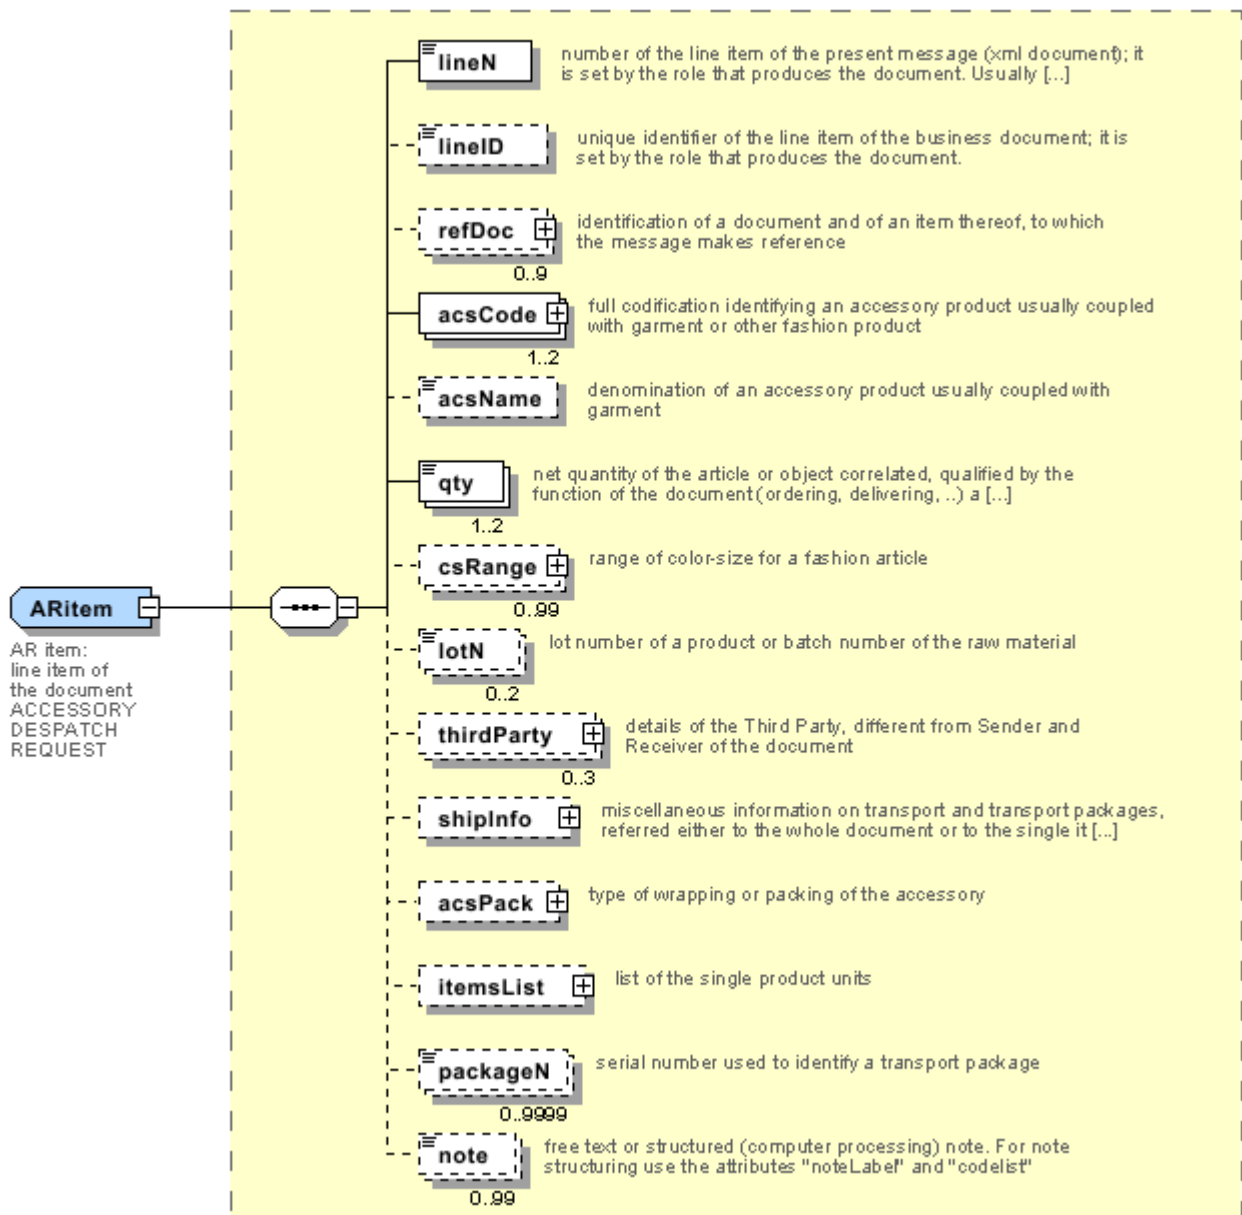 lineN
number of the line item of the present message (xml document); it
is set by the role that produces the document. Usually [...]
lineID
unique identifier of the line item of the business document; it is
set by the role that produces the document.
refDoc
0..9
identification of a document and of an item thereof, to which
the message makes reference
acsCode
1..2
full codification identifying an accessory product usually coupled
with garment or other fashion product
acsName
denomination of an accessory product usually coupled with
garment
qty
1..2
net quantity of the article or object correlated, qualified by the
function of the document (ordering, delivering, ..) a [...]
csRange
0..99
range of color-size for a fashion article
ARitem
AR item:
line item of
the document
ACCESSORY
DESPATCH
REQUEST
lotN
0..2
lot number of a product or batch number of the raw material
thirdParty
0..3
details of the Third Party, different from Sender and
Receiver of the document
shipInfo
miscellaneous information on transport and transport packages,
referred either to the whole document or to the single it [...]
acsPack
type of wrapping or packing of the accessory
itemsList
list of the single product units
packageN
0..9999
serial number used to identify a transport package
note
0..99
free text or structured (computer processing) note. For note
structuring use the attributes "noteLabel" and "codelist"